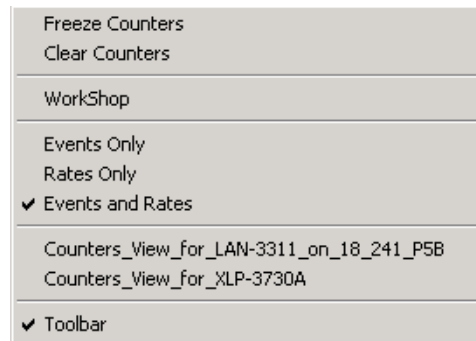 Freeze Counters
Clear Counters
WorkShop
Events Only
Rates Only
Events and Rates
Counters_View_for_LAN-3311_on_18_241_P5B
Counters_View_for_XLP-3730A
Toolbar